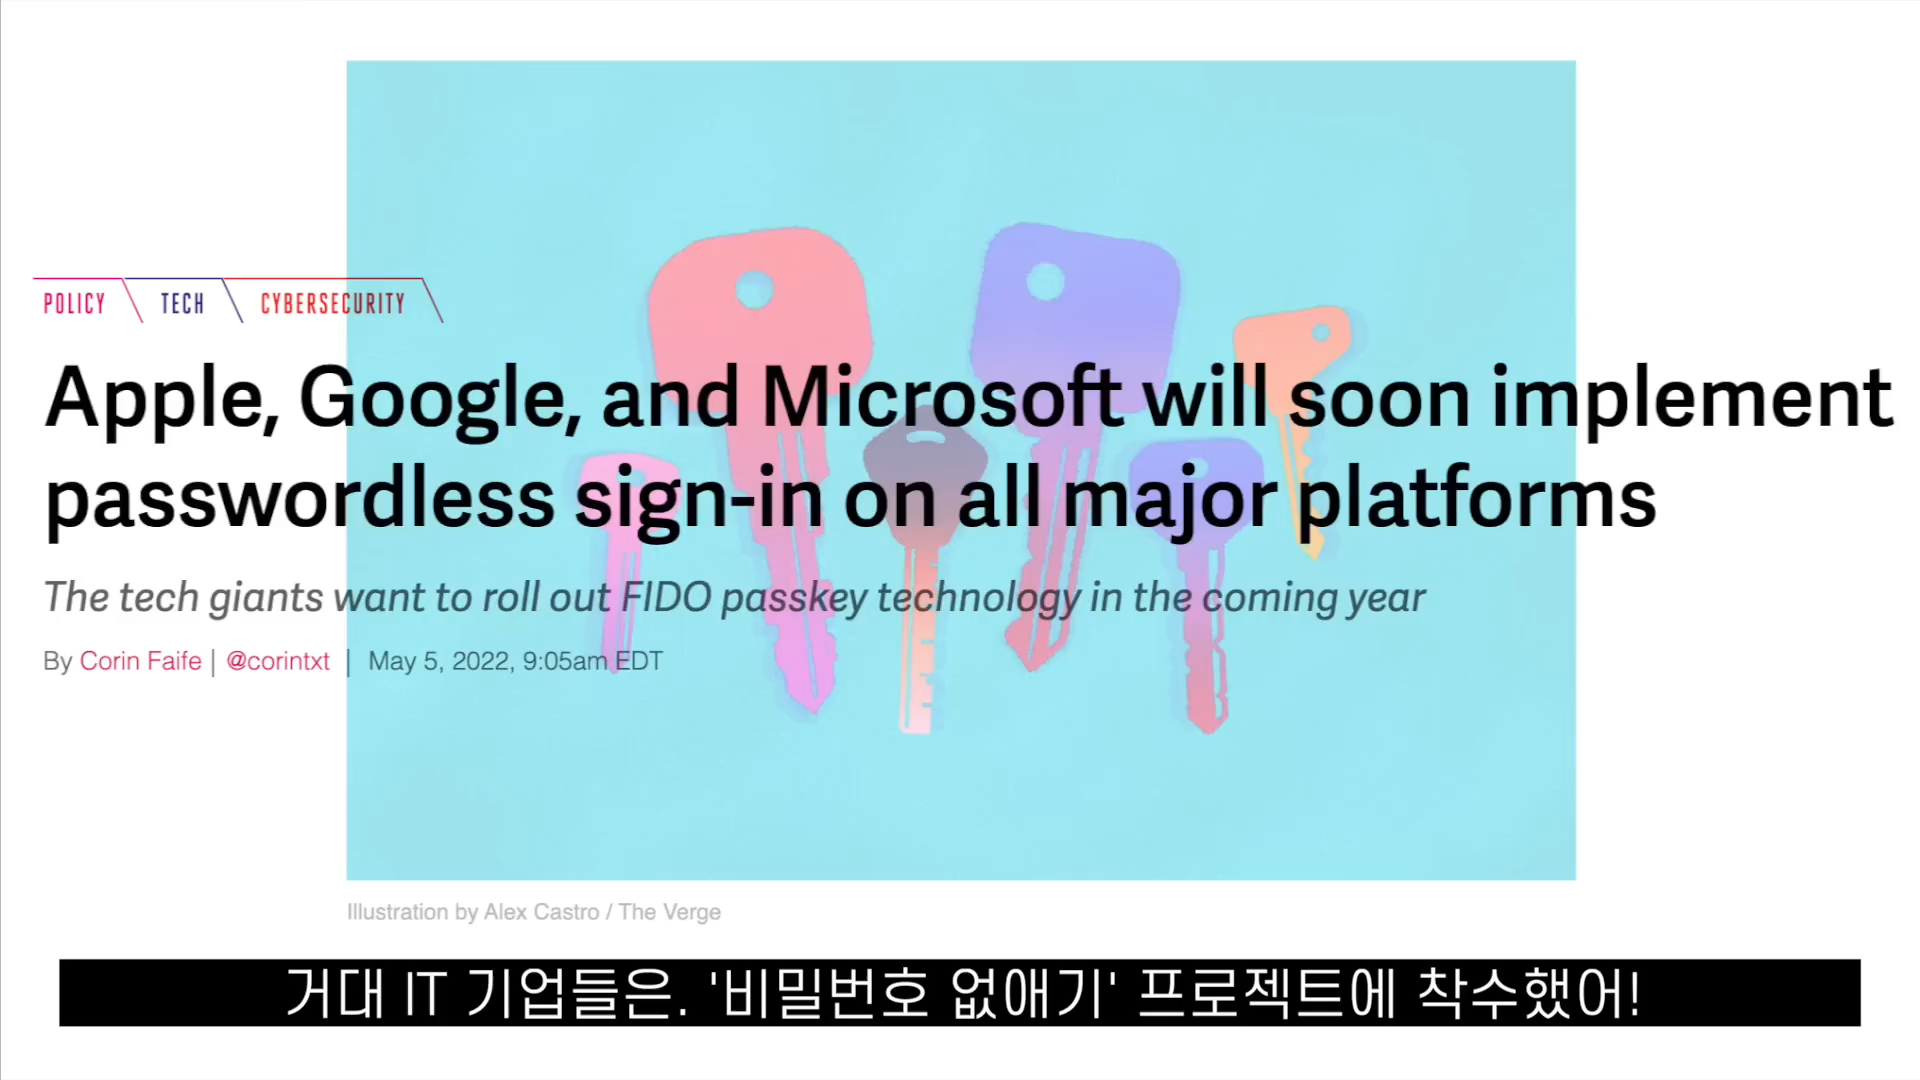 POLICY TECH CYBERSECURITY
Apple, Google, and Microsoft will soon implement
passwordless sign-in on all major platforms
The tech giants want to roll out FIDO passkey technology in the coming year
By Corin Faife | @corintxt | May 5, 2022, 9:05am EDT
Illustration by Alex Castro / The Verge
거대 IT 기업들은. '비밀번호 없애기' 프로젝트에 착수했어!